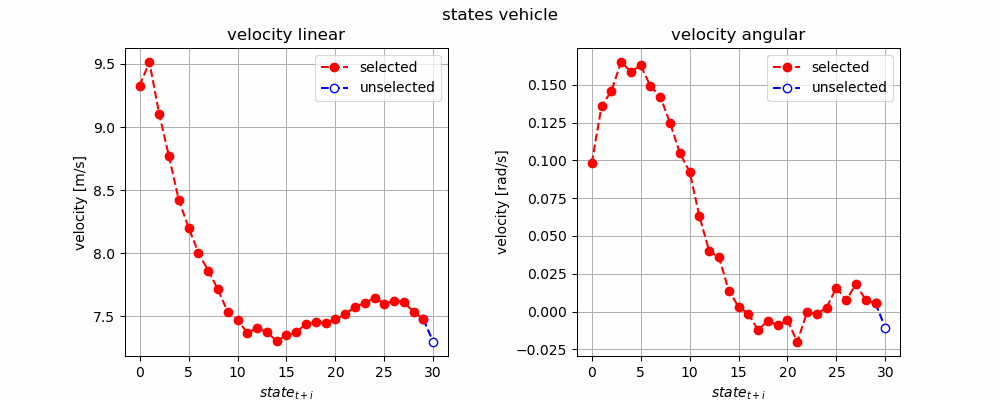 states vehicle
velocity linear
velocity [m/s]
9.5
9.0
8.5
8.0
7.5
0 5 10 15 20 25 30
state_{t+i}
selected
unselected
velocity angular
velocity [rad/s]
0.150
0.125
0.100
0.075
0.050
0.025
0.000
−0.025
0 5 10 15 20 25 30
state_{t+i}
selected
unselected